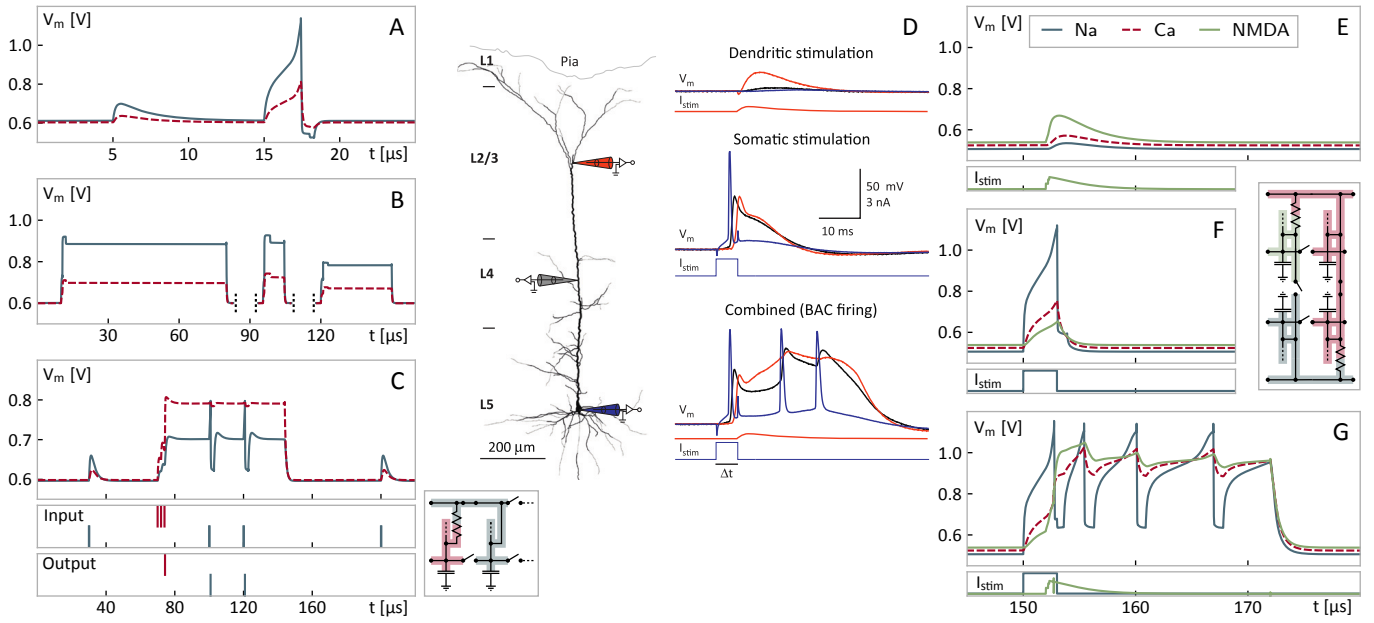 Vm [V]
A
1.0
0.8
0.6
5
10
15
20
t [µs]
Vm [V]
B
1.0
0.8
0.6
30
60
90
120
t [µs]
Vm [V]
C
0.8
0.7
0.6
Input
Output
40
80
120
160
t [µs]
L1
Pia
L2/3
L4
L5
200 µm
D
Dendritic stimulation
Vm
Istim
Somatic stimulation
50 mV
3 nA
10 ms
Vm
Istim
Combined (BAC firing)
Vm
Istim
Δt
Vm [V]
E
Na
Ca
NMDA
1.0
0.8
0.6
Istim
Vm [V]
F
1.0
0.8
0.6
Istim
Vm [V]
G
1.0
0.8
0.6
Istim
150
160
170
t [µs]